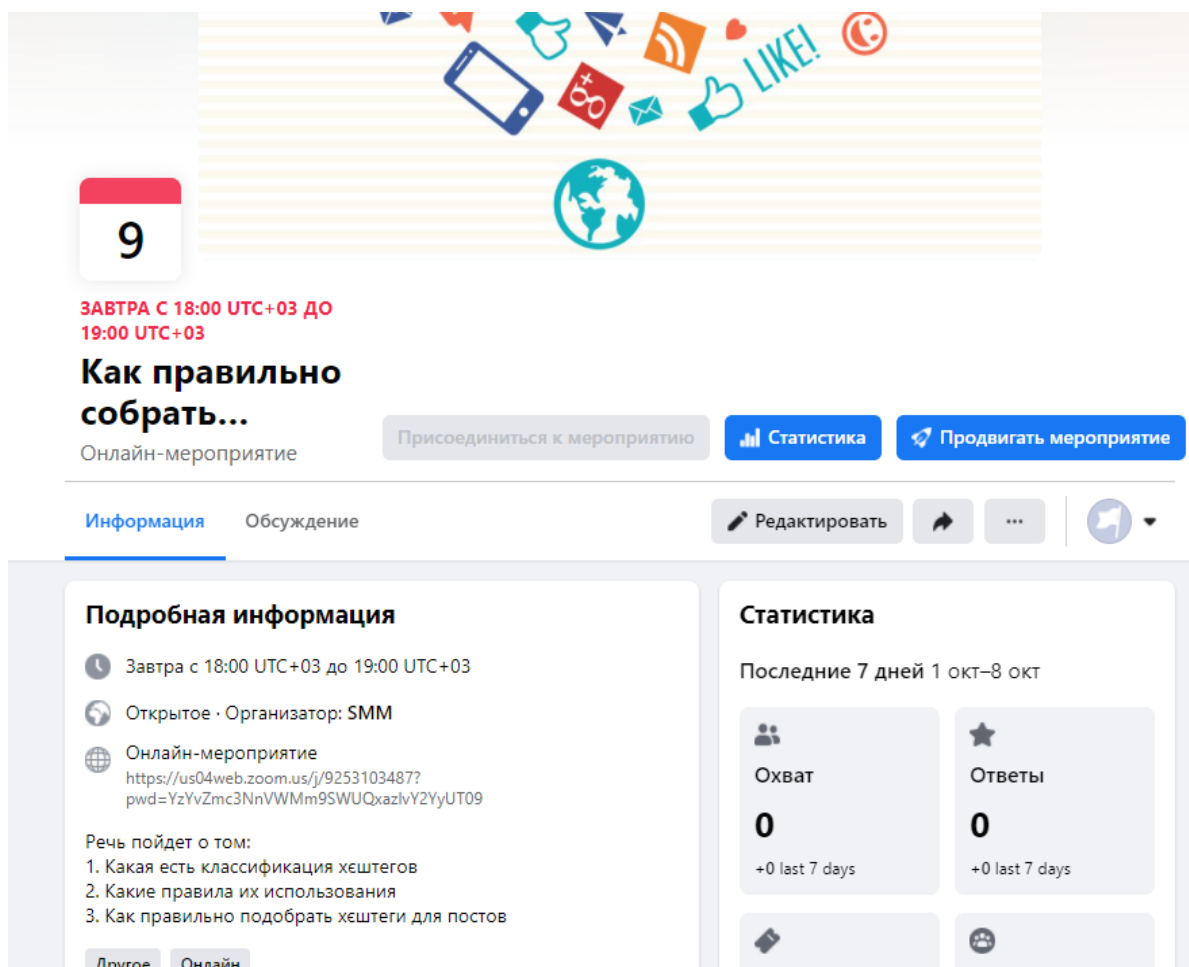 LIKE!
g+
9
ЗАВТРА С 18:00 UTC+03 ДО
19:00 UTC+03
Как правильно
собрать...
Онлайн-мероприятие
Присоединиться к мероприятию
Статистика
Продвигать мероприятие
Информация
Обсуждение
Редактировать
Подробная информация
Завтра с 18:00 UTC+03 до 19:00 UTC+03
Открытое · Организатор: SMM
Онлайн-мероприятие
https://us04web.zoom.us/j/9253103487?
pwd=YzYvZmc3NnVWMm9SWUQxazlvY2YyUT09
Речь пойдет о том:
1. Какая есть классификация хєштегов
2. Какие правила их использования
3. Как правильно подобрать хєштеги для постов
Другое
Онлайн
Статистика
Последние 7 дней 1 окт–8 окт
Охват
0
+0 last 7 days
Ответы
0
+0 last 7 days